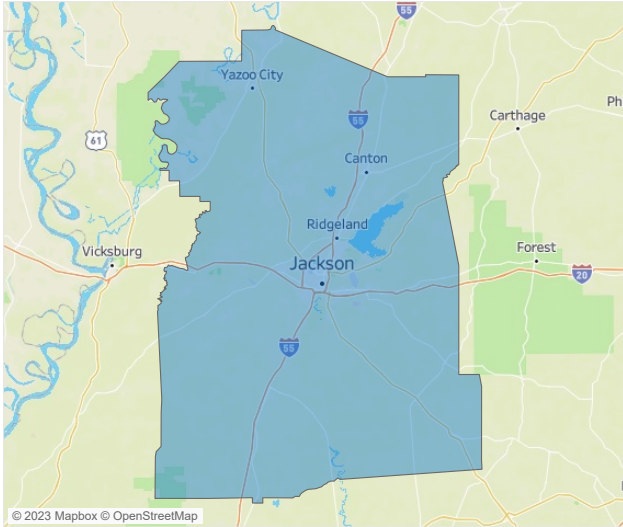 55
Yazoo City
Carthage
Ph
55
61
Canton
Ridgeland
Vicksburg
Forest
Jackson
20
55
© 2023 Mapbox © OpenStreetMap